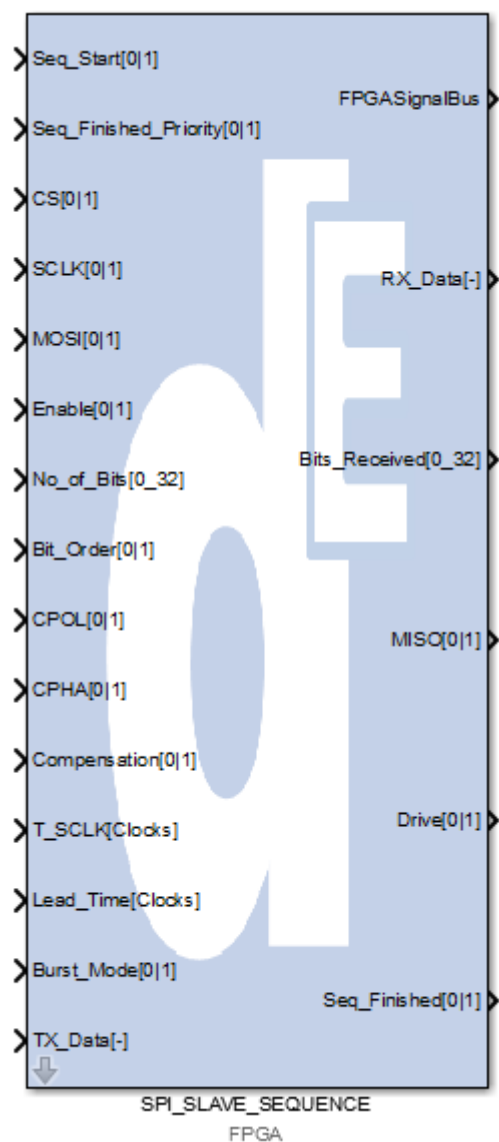 Seq_Start[0|1]
Seq_Finished_Priority[0|1]
CS[0|1]
SCLK[0|1]
MOSI[0|1]
Enable[0|1]
No_of_Bits[0_32]
Bit_Order[0|1]
CPOL[0|1]
CPHA[0|1]
Compensation[0|1]
T_SCLK[Clocks]
Lead_Time[Clocks]
Burst_Mode[0|1]
TX_Data[-]
FPGASignalBus
RX_Data[-]
Bits_Received[0_32]
MISO[0|1]
Drive[0|1]
Seq_Finished[0|1]
dE
SPI_SLAVE_SEQUENCE
FPGA